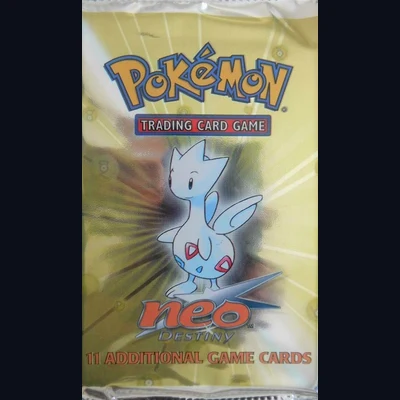 POKéMON
TRADING CARD GAME
neo
DESTINY
11 ADDITIONAL GAME CARDS